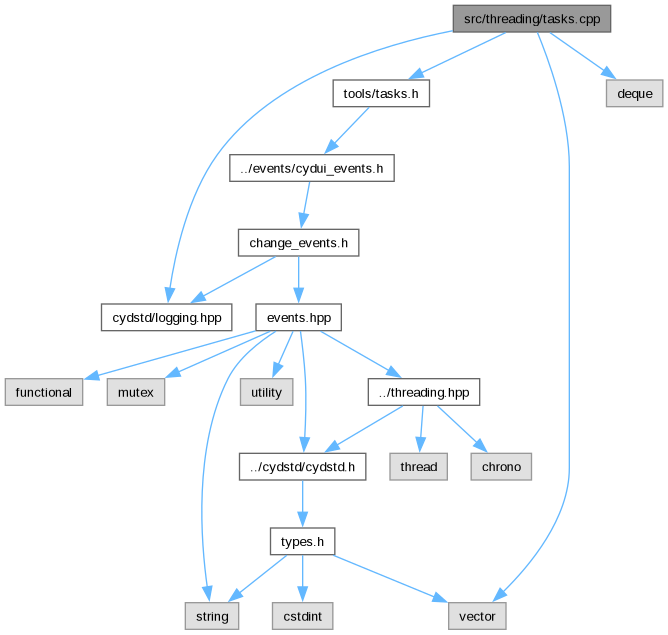 src/threading/tasks.cpp
tools/tasks.h
deque
../events/cydui_events.h
change_events.h
cydstd/logging.hpp
events.hpp
functional
mutex
utility
../threading.hpp
../cydstd/cydstd.h
thread
chrono
types.h
string
cstdint
vector